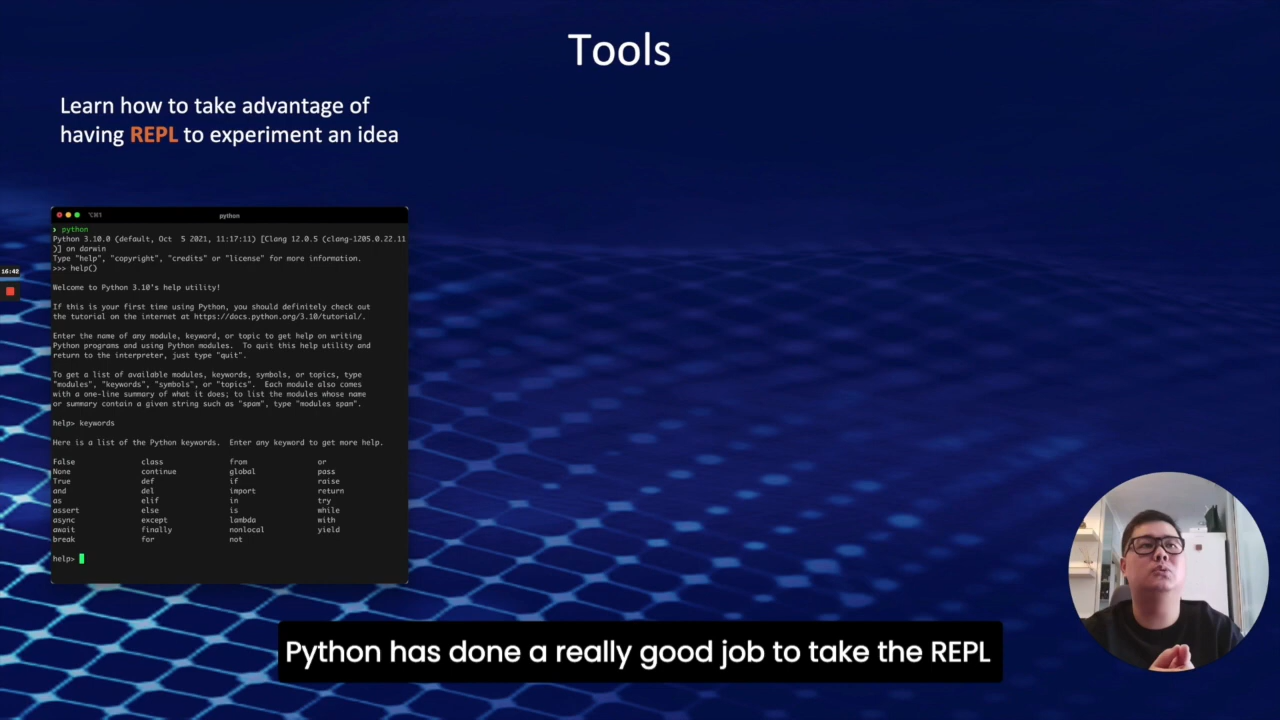 Tools
Learn how to take advantage of
having REPL to experiment an idea
⌥⌘1
python
› python
Python 3.10.0 (default, Oct  5 2021, 11:17:11) [Clang 12.0.5 (clang-1205.0.22.11
)] on darwin
Type "help", "copyright", "credits" or "license" for more information.
>>> help()
Welcome to Python 3.10's help utility!
If this is your first time using Python, you should definitely check out
the tutorial on the internet at https://docs.python.org/3.10/tutorial/.
Enter the name of any module, keyword, or topic to get help on writing
Python programs and using Python modules.  To quit this help utility and
return to the interpreter, just type "quit".
To get a list of available modules, keywords, symbols, or topics, type
"modules", "keywords", "symbols", or "topics".  Each module also comes
with a one-line summary of what it does; to list the modules whose name
or summary contain a given string such as "spam", type "modules spam".
help> keywords
Here is a list of the Python keywords.  Enter any keyword to get more help.
False class from or
None continue global pass
True def if raise
and del import return
as elif in try
assert else is while
async except lambda with
await finally nonlocal yield
break for not
help>
16:42
Python has done a really good job to take the REPL